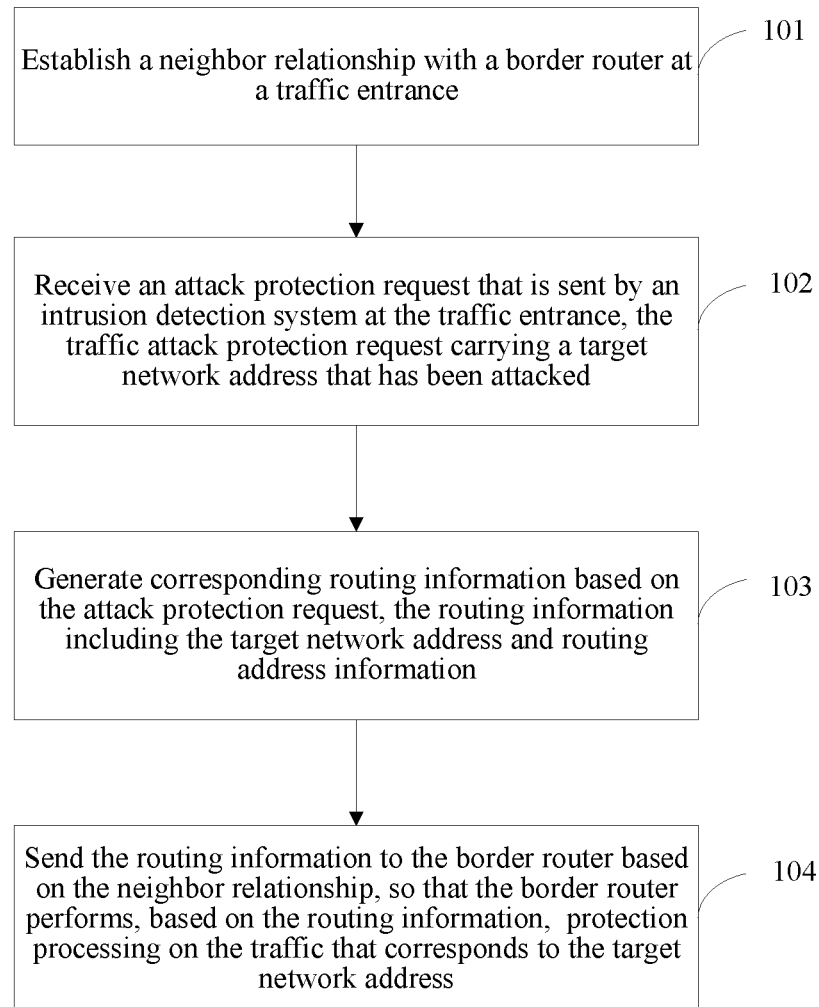 101
Establish a neighbor relationship with a border router at
a traffic entrance
102
Receive an attack protection request that is sent by an
intrusion detection system at the traffic entrance, the
traffic attack protection request carrying a target
network address that has been attacked
103
Generate corresponding routing information based on
the attack protection request, the routing information
including the target network address and routing
address information
104
Send the routing information to the border router based
on the neighbor relationship, so that the border router
performs, based on the routing information, protection
processing on the traffic that corresponds to the target
network address